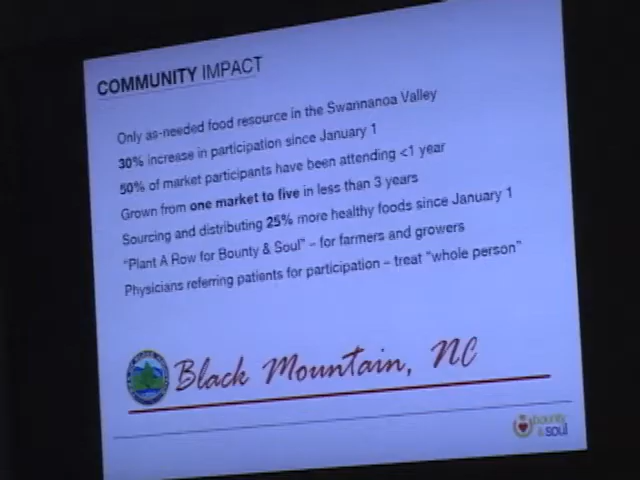 COMMUNITY IMPACT
Only as-needed food resource in the Swannanoa Valley
30% increase in participation since January 1
50% of market participants have been attending <1 year
Grown from one market to five in less than 3 years
Sourcing and distributing 25% more healthy foods since January 1
"Plant A Row for Bounty & Soul" – for farmers and growers
Physicians referring patients for participation – treat "whole person"
Black Mountain, NC
bounty
& soul